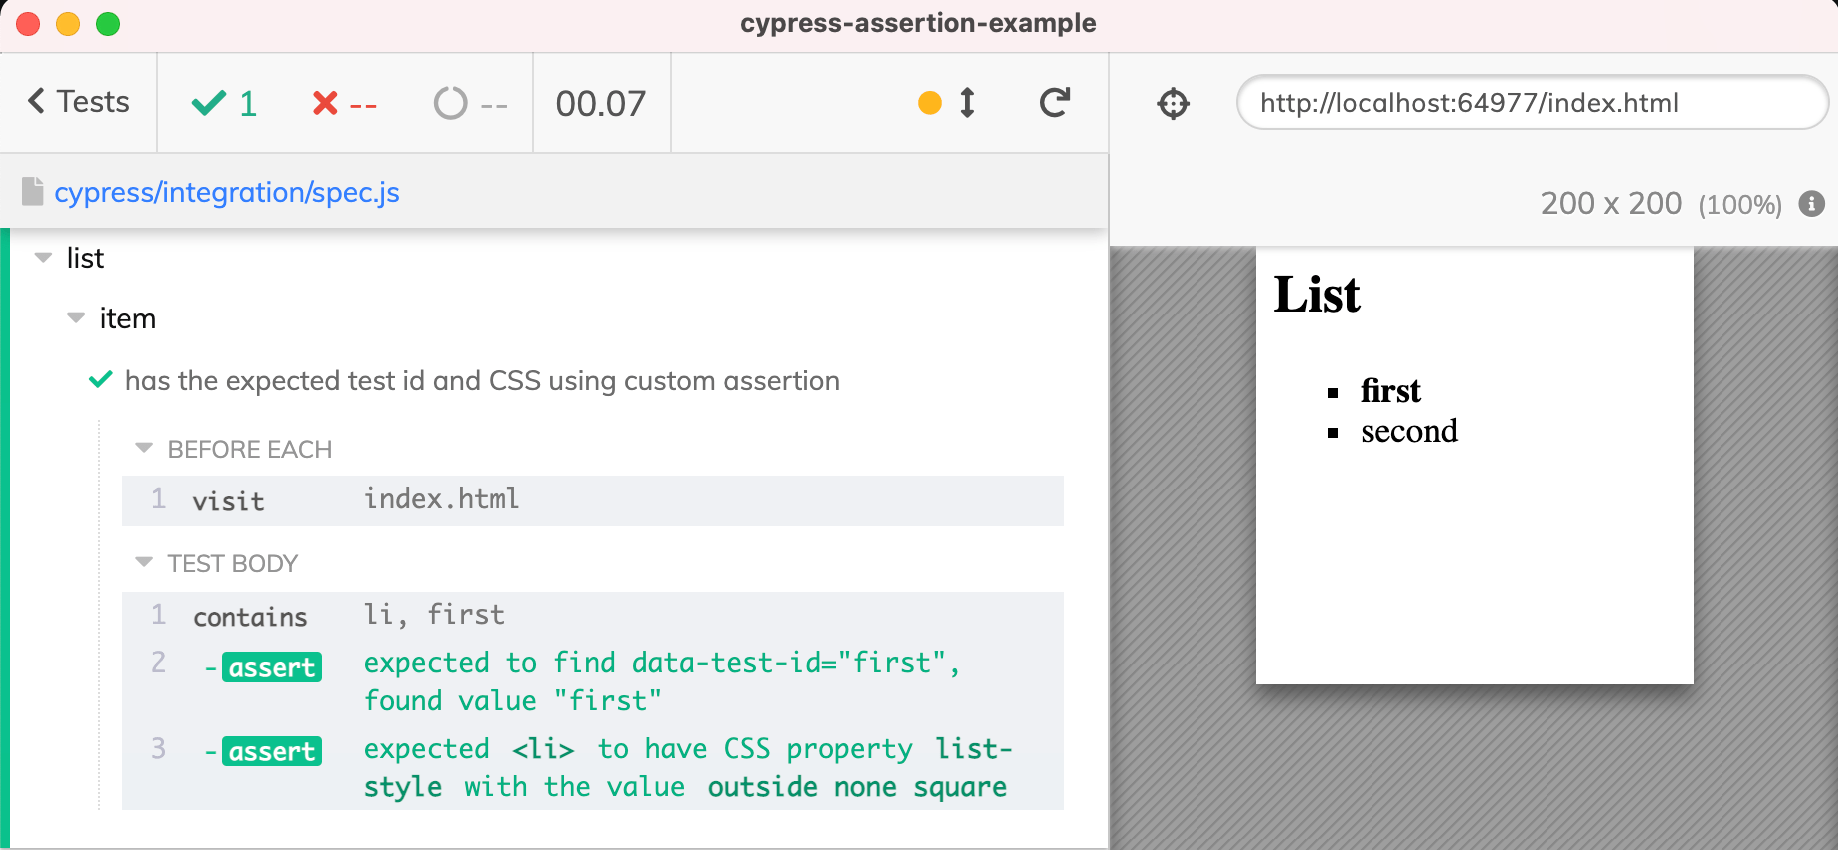 cypress-assertion-example
Tests
1
--
--
00.07
http://localhost:64977/index.html
cypress/integration/spec.js
200 x 200 (100%)
list
item
has the expected test id and CSS using custom assertion
BEFORE EACH
1 visit index.html
TEST BODY
1 contains li, first
2 -assert expected to find data-test-id="first",
found value "first"
3 -assert expected <li> to have CSS property list-
style with the value outside none square
List
first
second